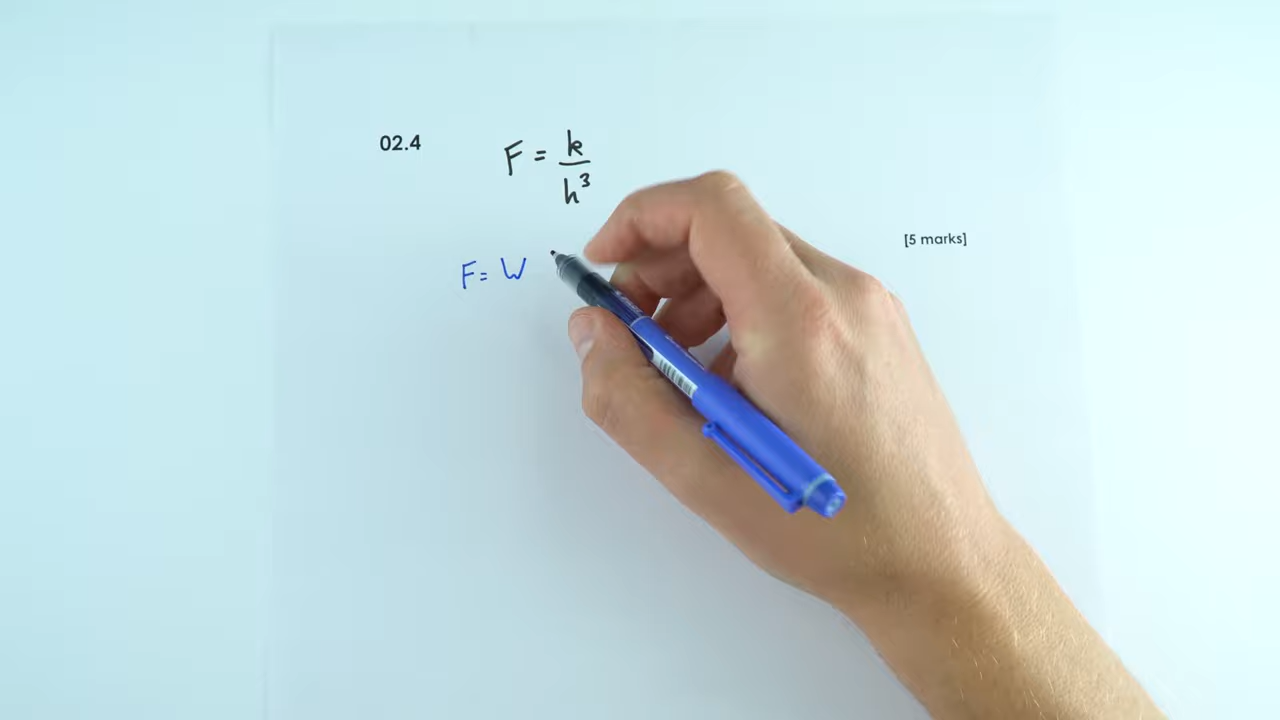 02.4 F = k/h³
[5 marks]
F = W